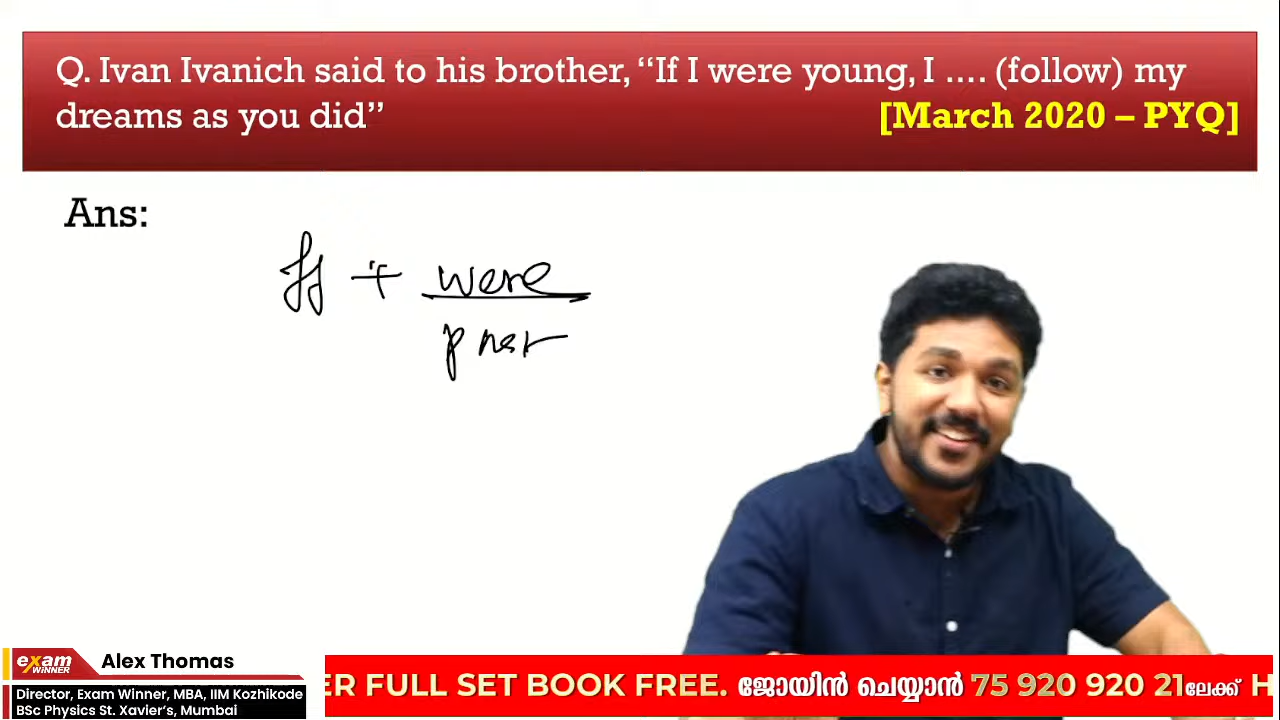 Q. Ivan Ivanich said to his brother, “If I were young, I .... (follow) my
dreams as you did” [March 2020 – PYQ]
Ans:
If + were
past
exam WINNER Alex Thomas
Director, Exam Winner, MBA, IIM Kozhikode
BSc Physics St. Xavier's, Mumbai
ER FULL SET BOOK FREE. ജോയിൻ ചെയ്യാൻ 75 920 920 21ലേക്ക് H